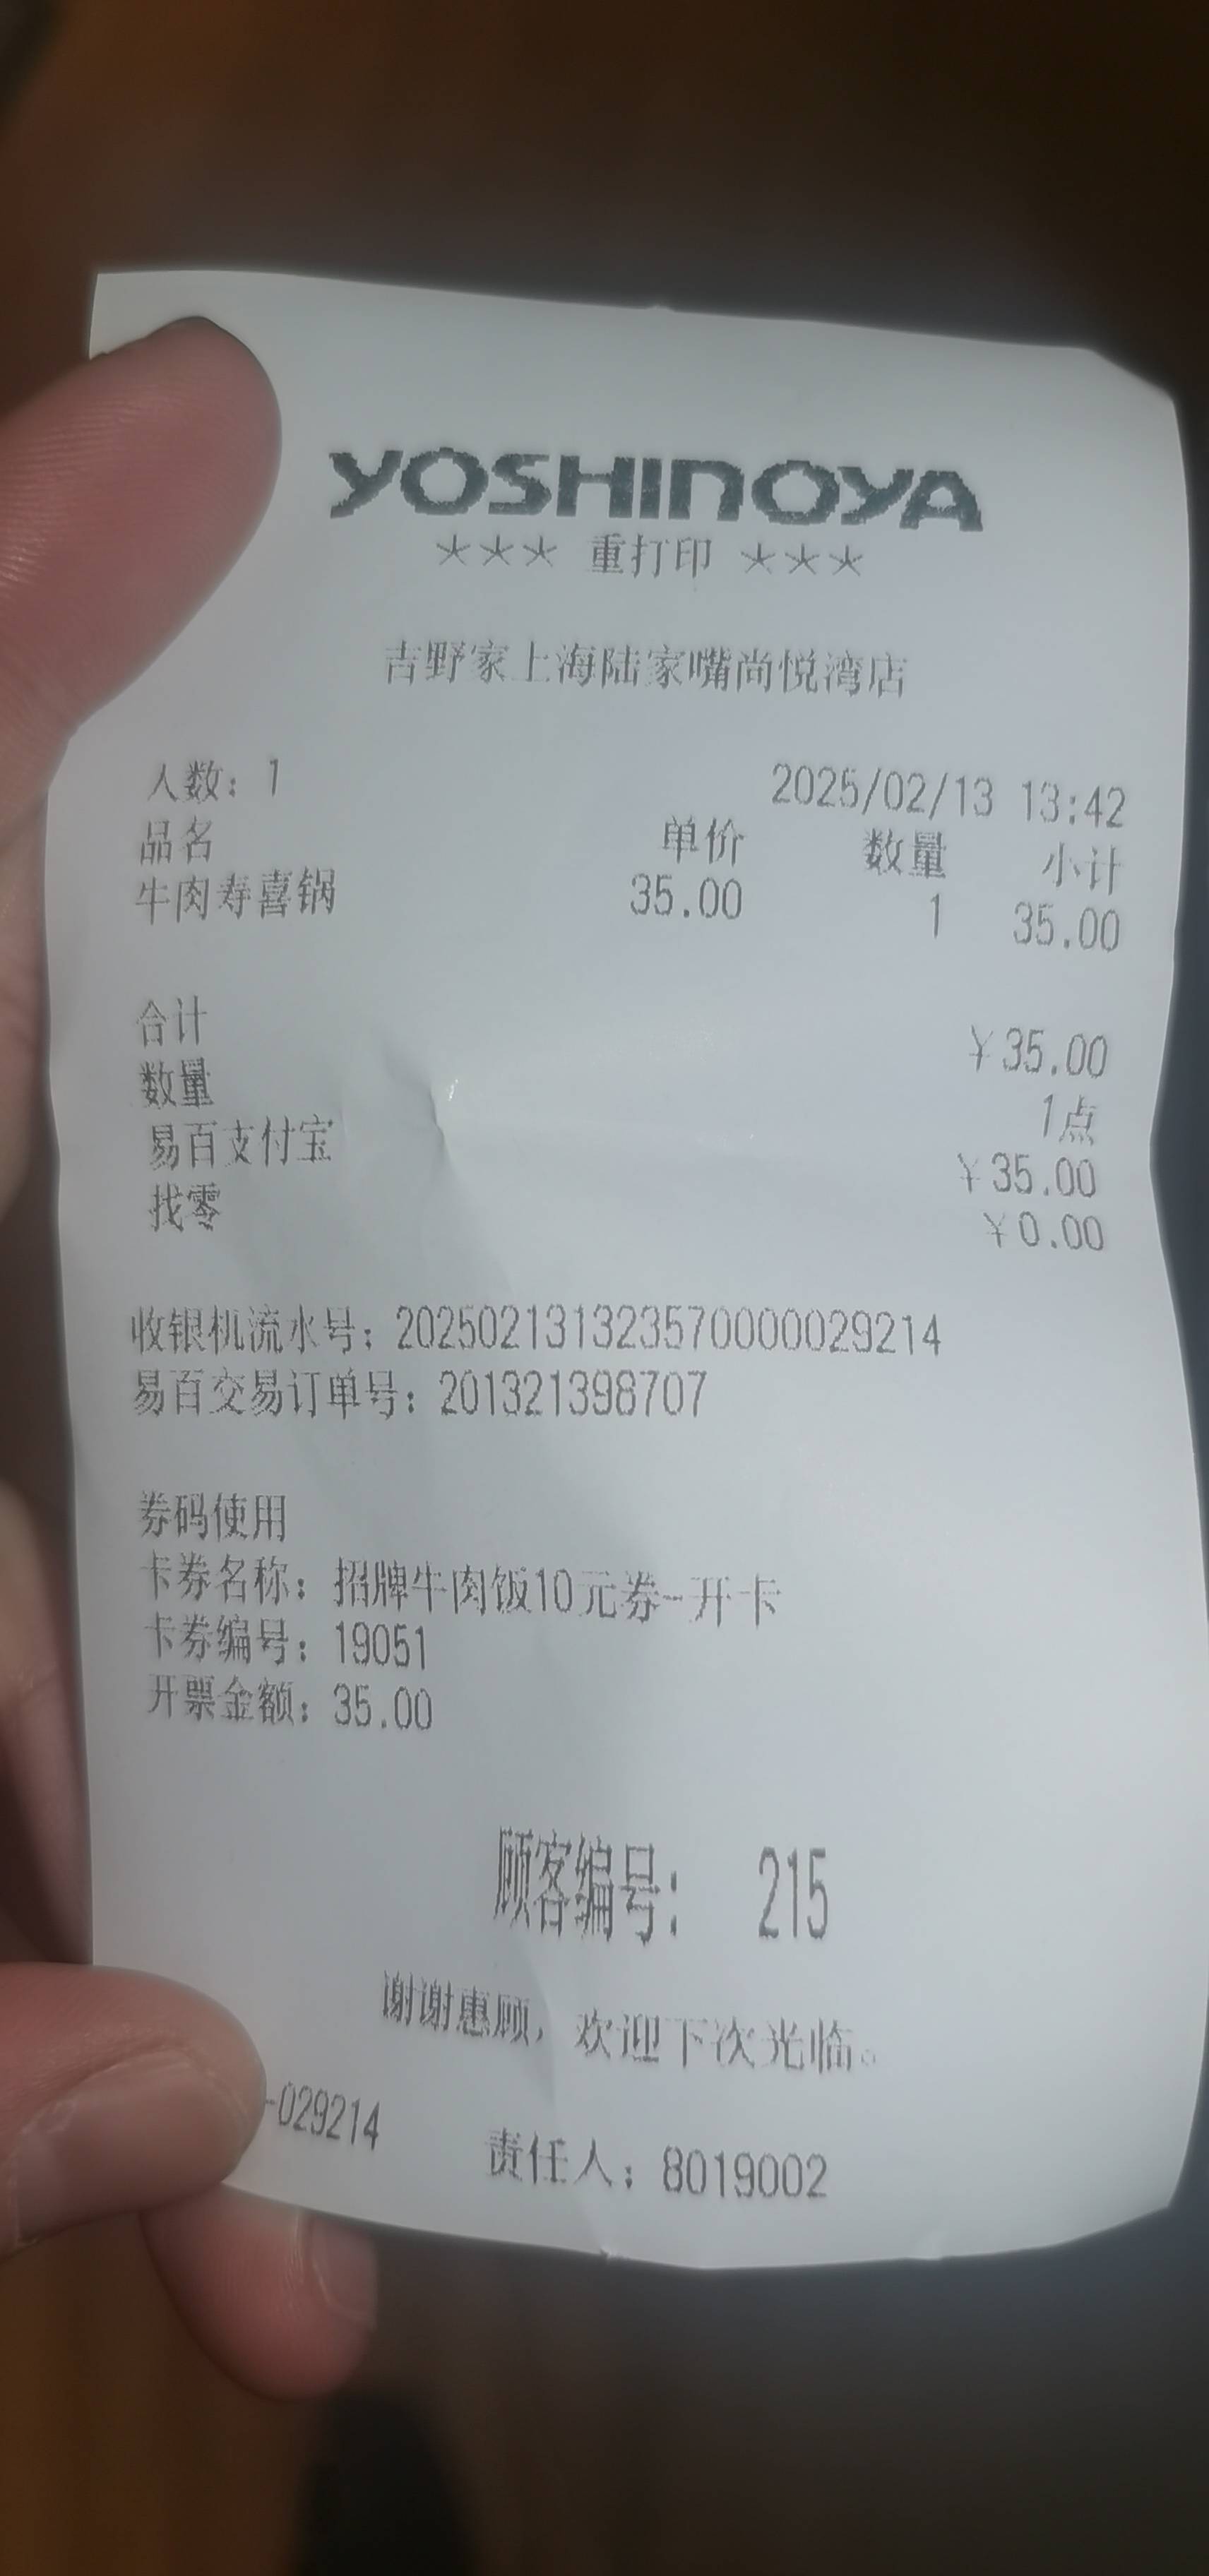 YOSHINOYA
*** 重打印 ***
吉野家上海陆家嘴尚悦湾店
人数：1 2025/02/13 13:42
品名 单价 数量 小计
牛肉寿喜锅 35.00 1 35.00
合计 ¥35.00
数量 1点
易百支付宝 ¥35.00
找零 ¥0.00
收银机流水号：202502131323570000029214
易百交易订单号：201321398707
券码使用
卡券名称：招牌牛肉饭10元券-开卡
卡券编号：19051
开票金额：35.00
顾客编号： 215
谢谢惠顾，欢迎下次光临。
-029214 责任人：8019002